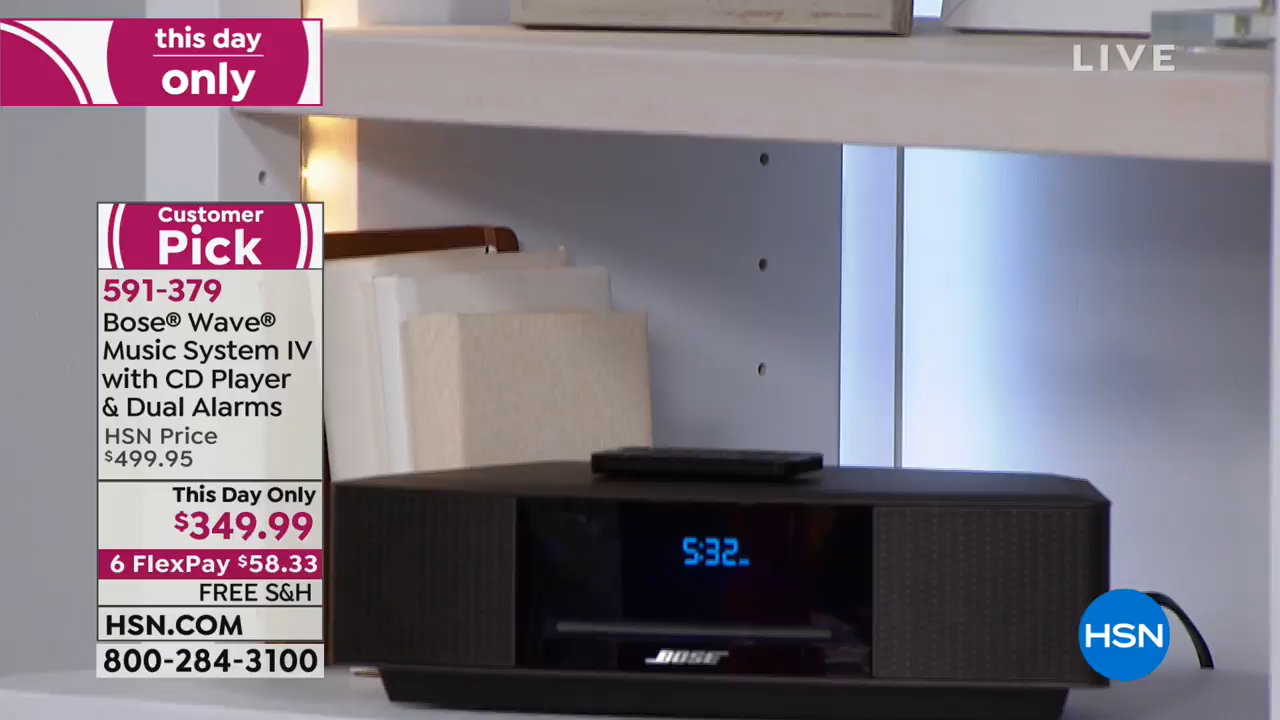 this day
only
LIVE
Customer
Pick
591-379
Bose® Wave®
Music System IV
with CD Player
& Dual Alarms
HSN Price
$499.95
This Day Only
$349.99
6 FlexPay $58.33
FREE S&H
HSN.COM
800-284-3100
5:32
BOSE
HSN